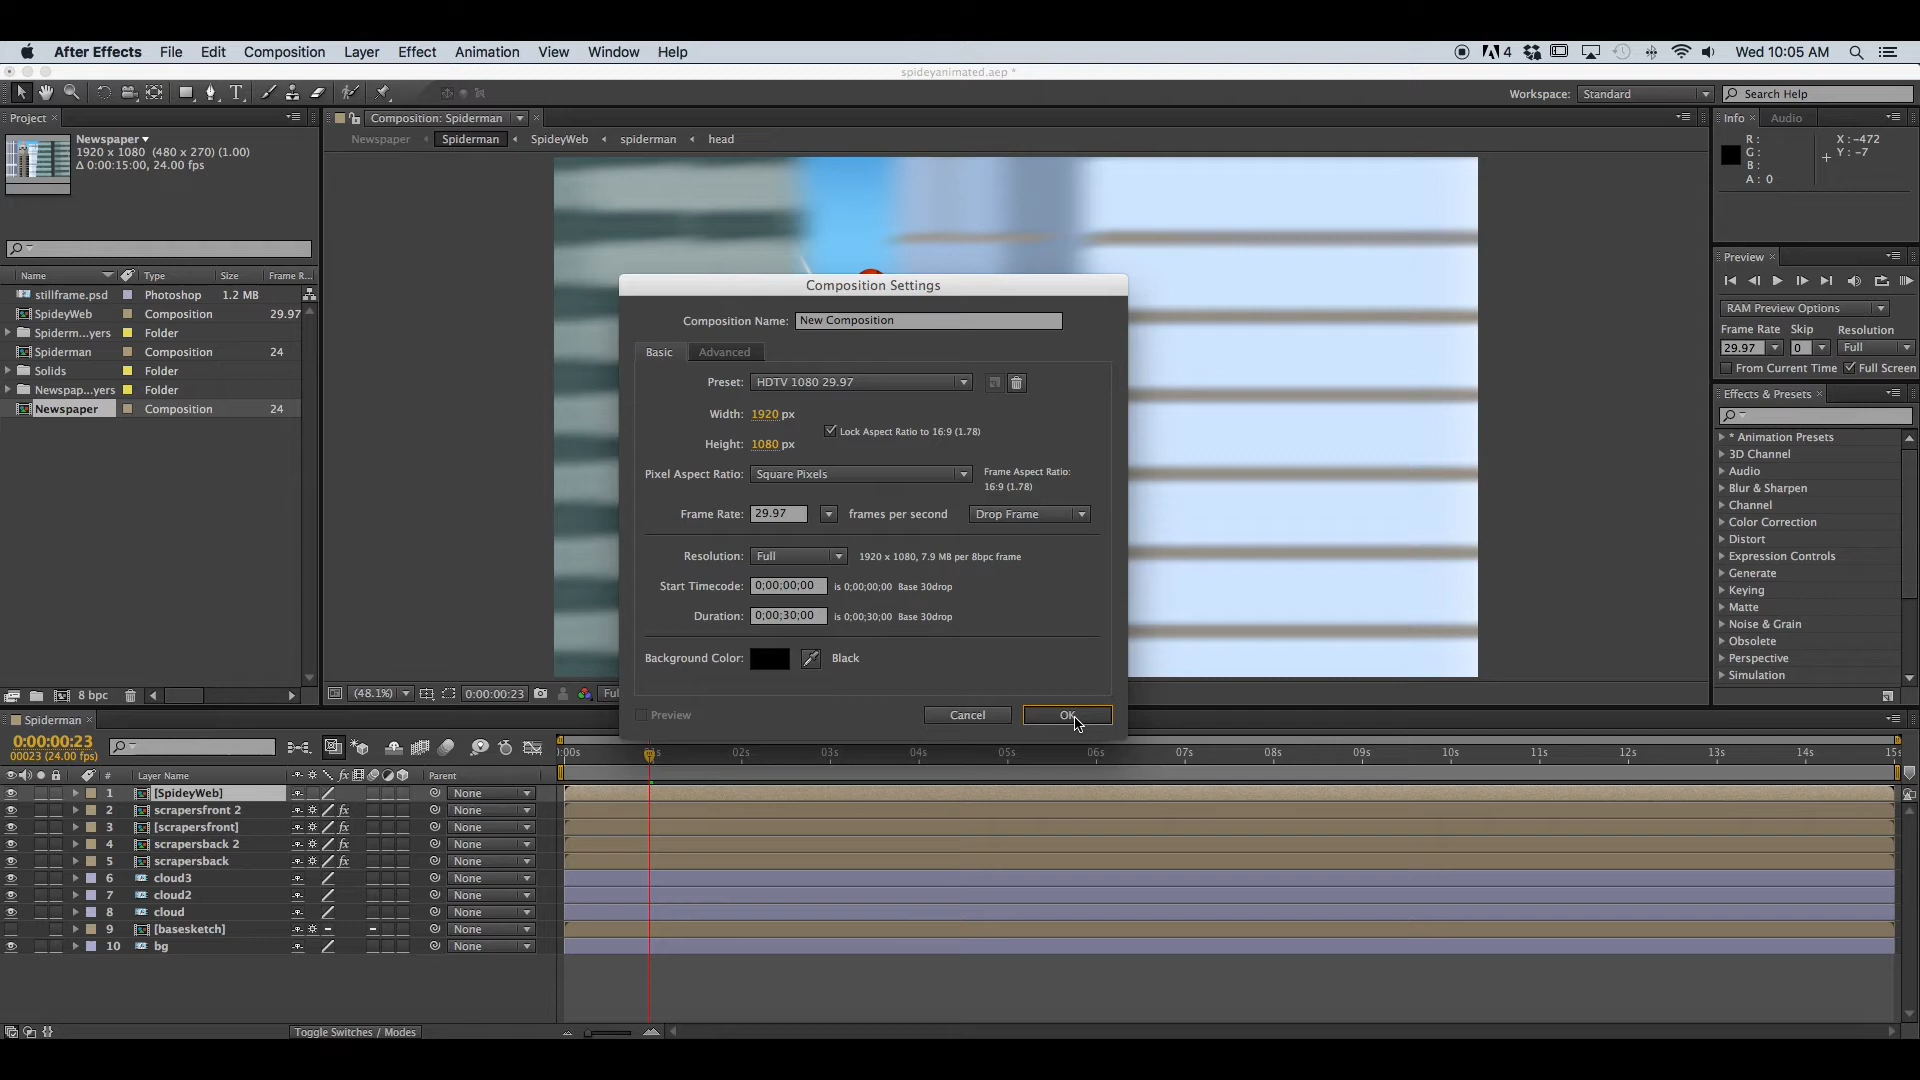 After Effects File Edit Composition Layer Effect Animation View Window Help
4 Wed 10:05 AM
spideyanimated.aep *
Workspace: Standard Search Help
Project
Composition: Spiderman
Info Audio
Newspaper
1920 x 1080 (480 x 270) (1.00)
Δ 0:00:15:00, 24.00 fps
Newspaper Spiderman SpideyWeb spiderman head
R:
G:
B:
A: 0
X: -472
Y: -7
Preview
RAM Preview Options
Frame Rate Skip Resolution
29.97 0 Full
From Current Time Full Screen
Effects & Presets
* Animation Presets
3D Channel
Audio
Blur & Sharpen
Channel
Color Correction
Distort
Expression Controls
Generate
Keying
Matte
Noise & Grain
Obsolete
Perspective
Simulation
Name Type Size Frame R...
stillframe.psd Photoshop 1.2 MB
SpideyWeb Composition 29.97
Spiderm...yers Folder
Spiderman Composition 24
Solids Folder
Newspap...yers Folder
Newspaper Composition 24
8 bpc
Composition Settings
Composition Name: New Composition
Basic Advanced
Preset: HDTV 1080 29.97
Width: 1920 px
Lock Aspect Ratio to 16:9 (1.78)
Height: 1080 px
Pixel Aspect Ratio: Square Pixels
Frame Aspect Ratio:
16:9 (1.78)
Frame Rate: 29.97 frames per second Drop Frame
Resolution: Full 1920 x 1080, 7.9 MB per 8bpc frame
Start Timecode: 0;00;00;00 is 0;00;00;00 Base 30drop
Duration: 0;00;30;00 is 0;00;30;00 Base 30drop
Background Color: Black
Preview Cancel OK
(48.1%) 0:00:00:23 Ful
Spiderman
0:00:00:23
00023 (24.00 fps)
:00s 01s 02s 03s 04s 05s 06s 07s 08s 09s 10s 11s 12s 13s 14s 15s
# Layer Name fx Parent
1 [SpideyWeb] None
2 scrapersfront 2 fx None
3 [scrapersfront] fx None
4 scrapersback 2 fx None
5 scrapersback fx None
6 cloud3 None
7 cloud2 None
8 cloud None
9 [basesketch] None
10 bg None
Toggle Switches / Modes